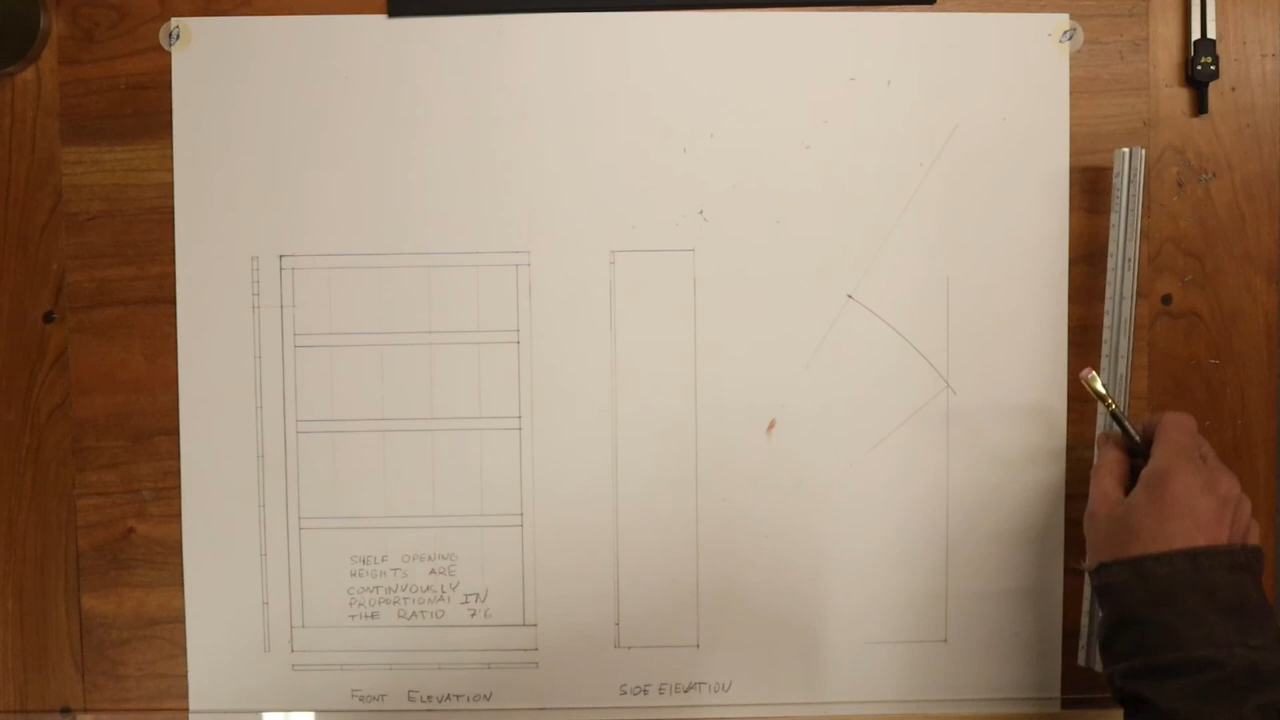 SHELF OPENING
HEIGHTS ARE
CONTINUOUSLY
PROPORTIONAL IN
THE RATIO 7:6
FRONT ELEVATION
SIDE ELEVATION